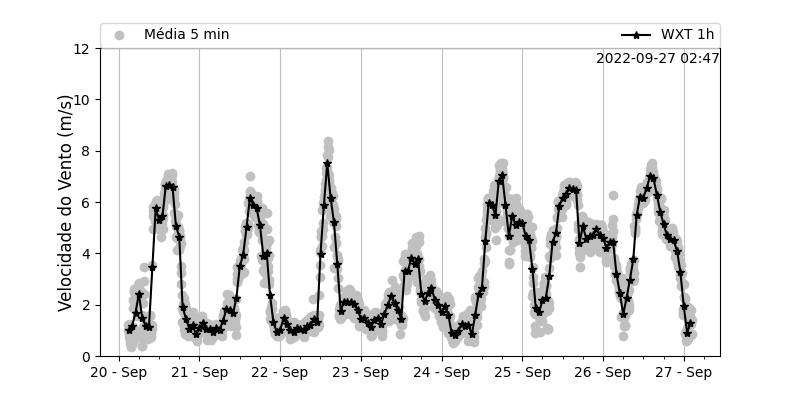 Média 5 min
WXT 1h
2022-09-27 02:47
Velocidade do Vento (m/s)
12
10
8
6
4
2
0
20 - Sep
21 - Sep
22 - Sep
23 - Sep
24 - Sep
25 - Sep
26 - Sep
27 - Sep